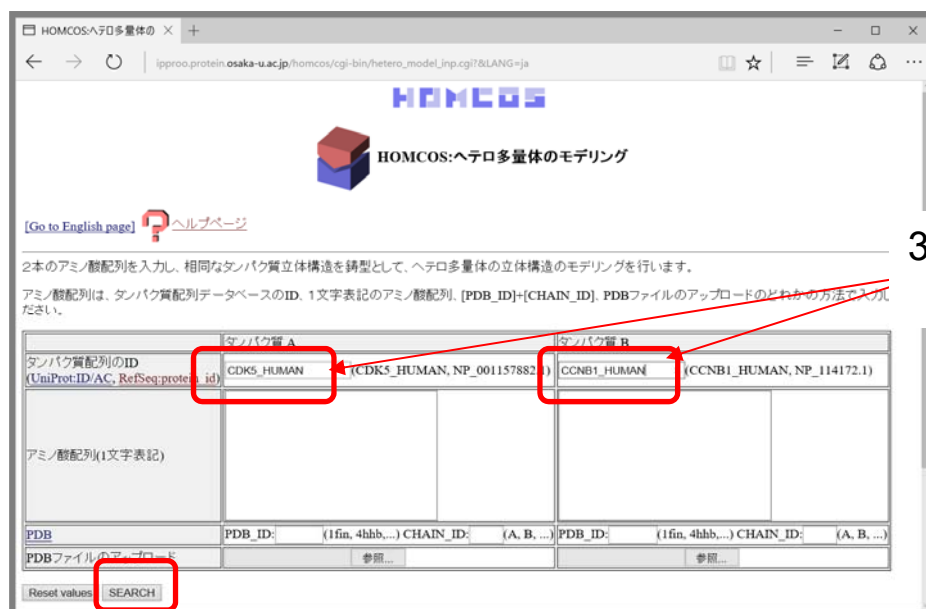 HOMCOS:ヘテロ多量体の
ipproo.protein.osaka-u.ac.jp/homcos/cgi-bin/hetero_model_inp.cgi?&LANG=ja
HOMCOS
HOMCOS:ヘテロ多量体のモデリング
[Go to English page] ? ヘルプページ
3
2本のアミノ酸配列を入力し、相同なタンパク質立体構造を鋳型として、ヘテロ多量体の立体構造のモデリングを行います。
アミノ酸配列は、タンパク質配列データベースのID、1文字表記のアミノ酸配列、[PDB_ID]+[CHAIN_ID]、PDBファイルのアップロードのどれかの方法で入力し
ださい。
タンパク質 A タンパク質 B
タンパク質配列のID
(UniProt:ID/AC, RefSeq:protein_id) CDK5_HUMAN (CDK5_HUMAN, NP_001157882.1) CCNB1_HUMAN (CCNB1_HUMAN, NP_114172.1)
アミノ酸配列(1文字表記)
PDB PDB_ID: (1fin, 4hhb,...) CHAIN_ID: (A, B, ...) PDB_ID: (1fin, 4hhb,...) CHAIN_ID: (A, B, ...)
PDBファイルのアップロード 参照... 参照...
Reset values SEARCH